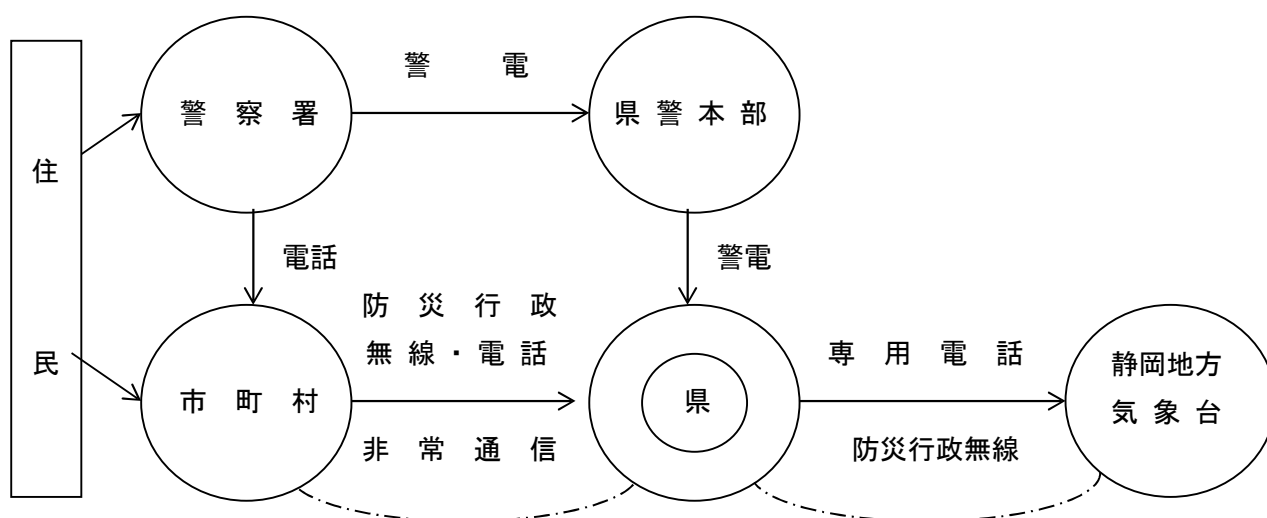 住民
警察署
警電
県警本部
電話
警電
市町村
防災行政
無線・電話
非常通信
県
専用電話
防災行政無線
静岡地方
気象台